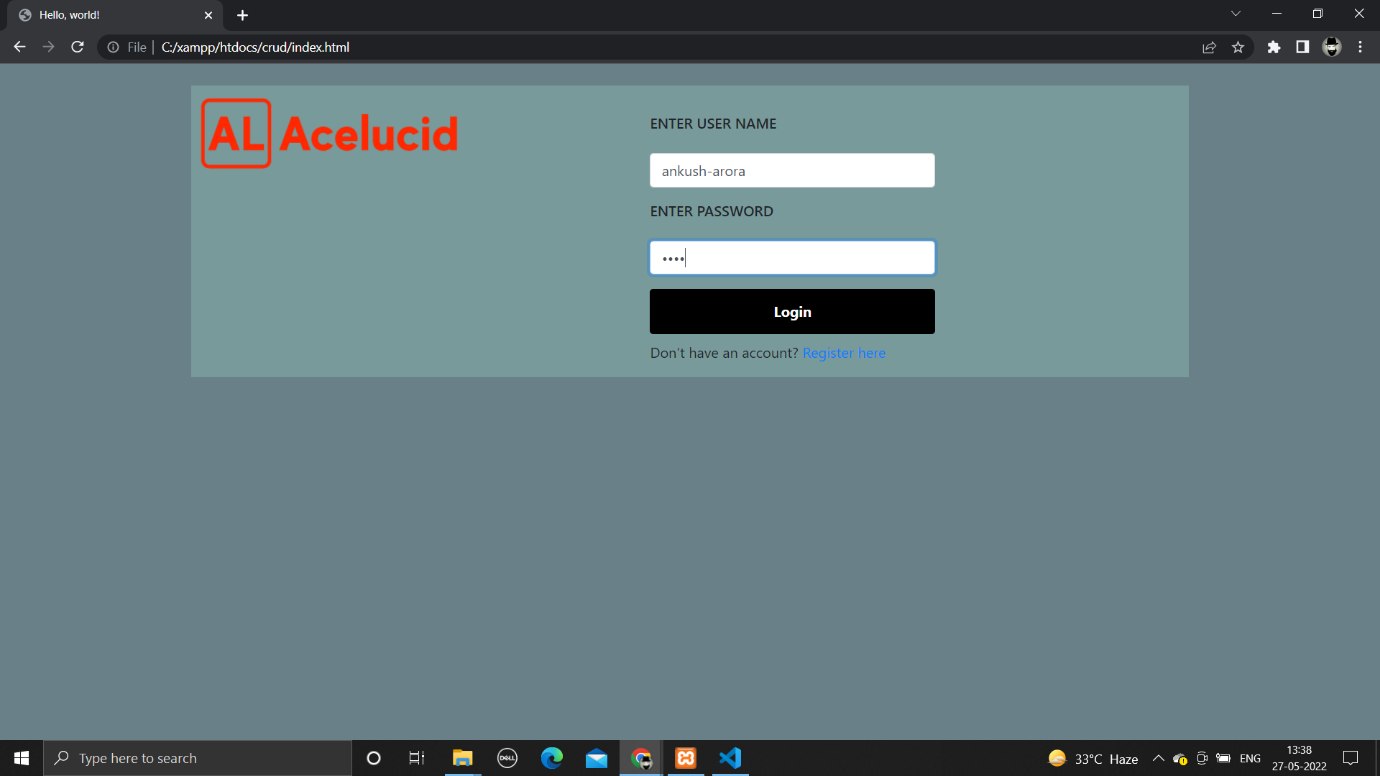 Hello, world!
File | C:/xampp/htdocs/crud/index.html
AL Acelucid
ENTER USER NAME
ankush-arora
ENTER PASSWORD
••••
Login
Don't have an account? Register here
Type here to search
DELL
33°C Haze
ENG
13:38
27-05-2022